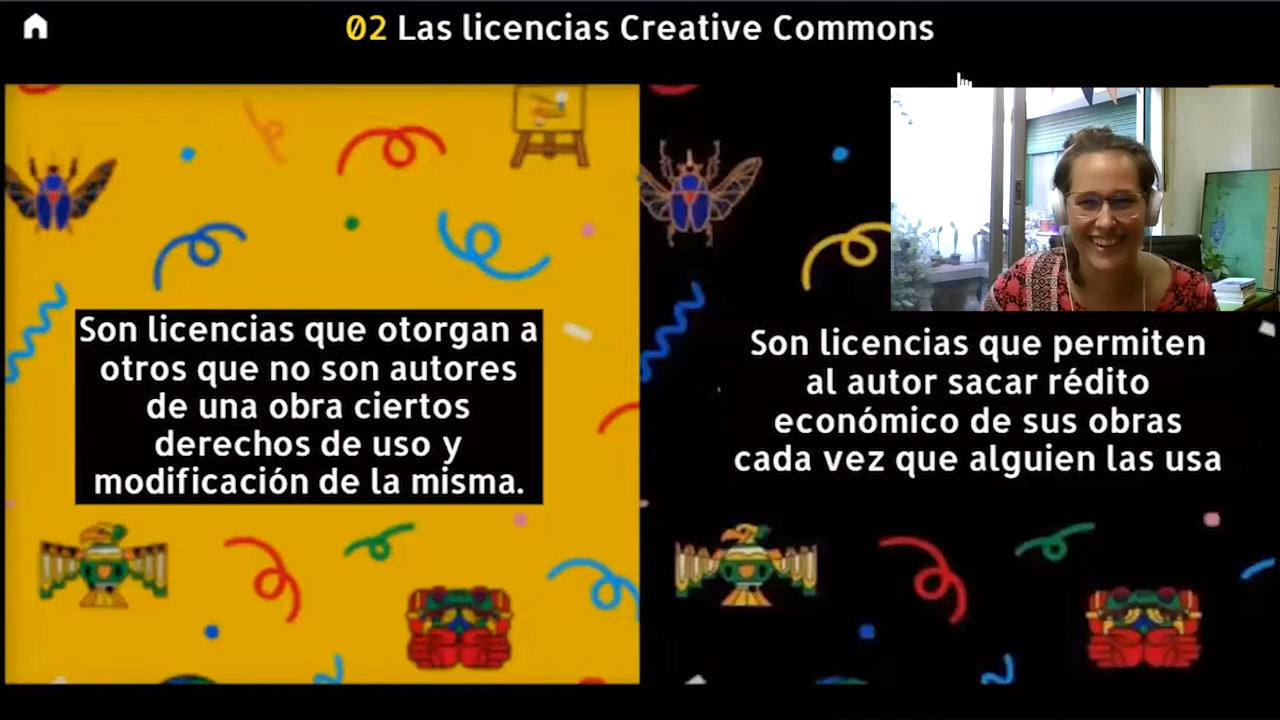 02 Las licencias Creative Commons
Son licencias que otorgan a
otros que no son autores
de una obra ciertos
derechos de uso y
modificación de la misma.
Son licencias que permiten
al autor sacar rédito
económico de sus obras
cada vez que alguien las usa